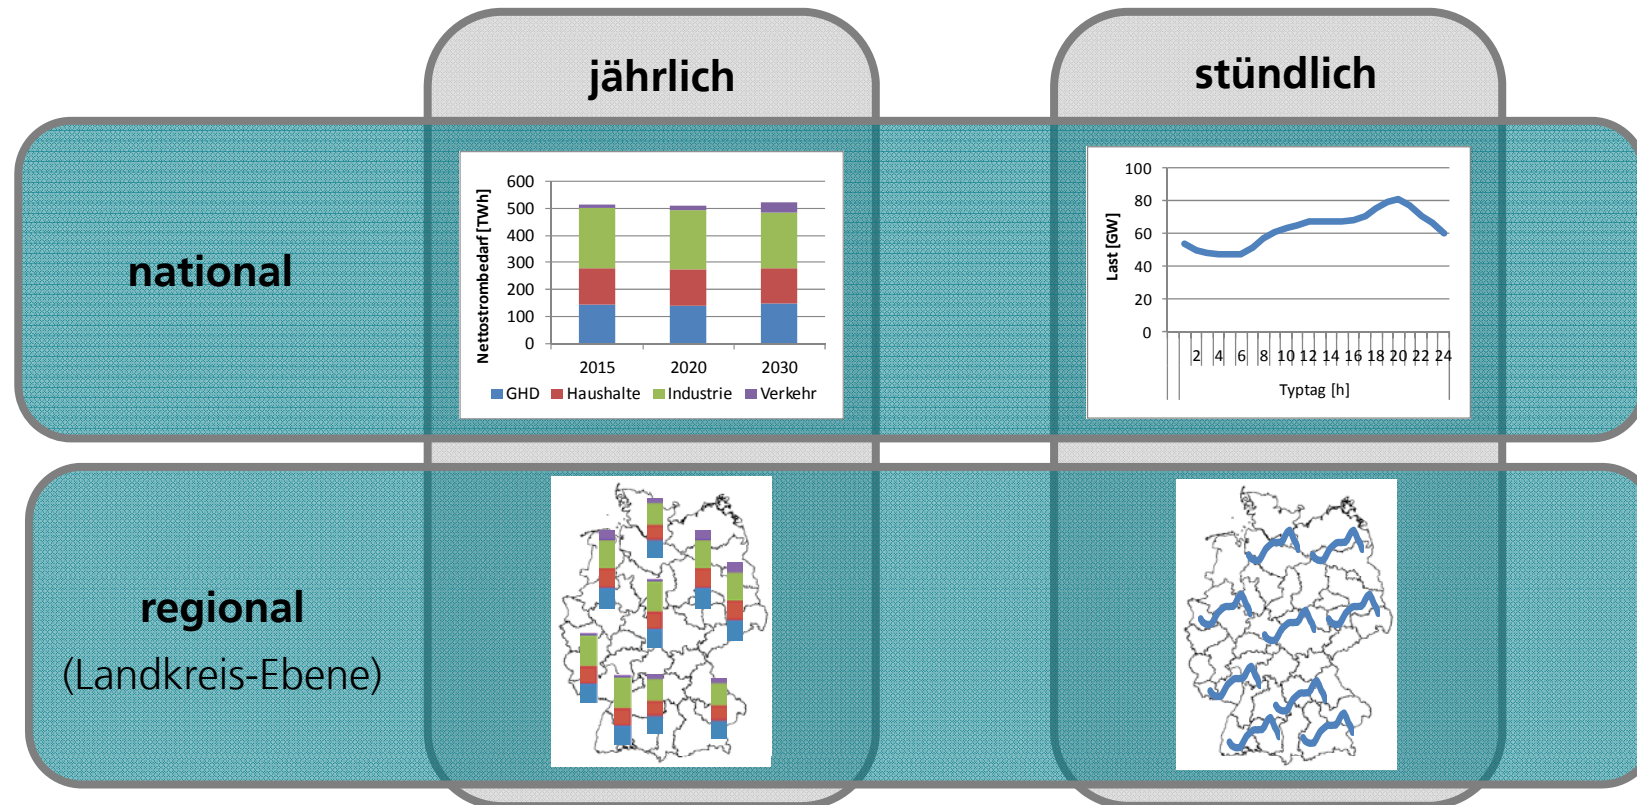 jährlich
stündlich
national
Nettostrombedarf [TWh]
600
500
400
300
200
100
0
2015 2020 2030
GHD Haushalte Industrie Verkehr
Last [GW]
100
80
60
40
20
0
2 4 6 8 10 12 14 16 18 20 22 24
Typtag [h]
regional
(Landkreis-Ebene)